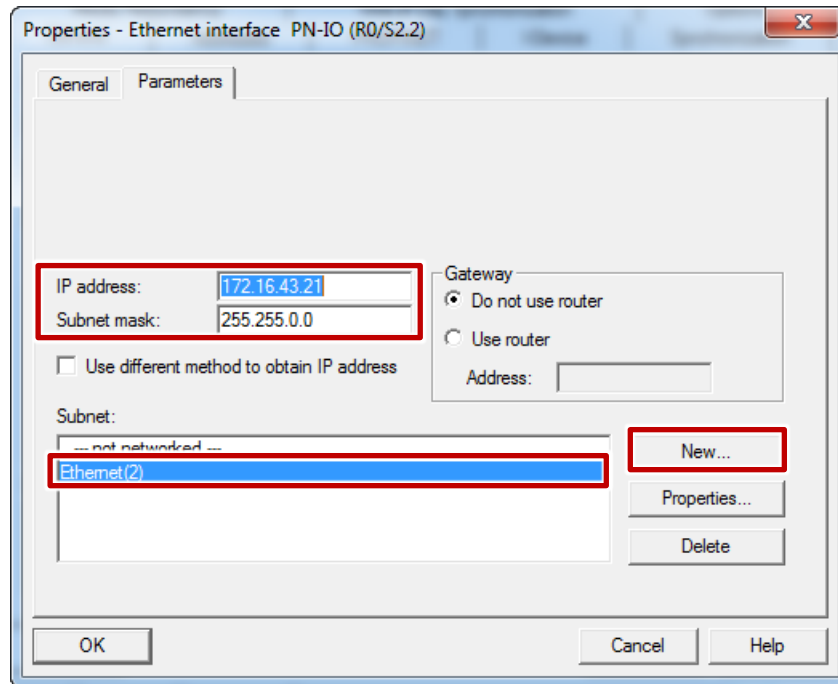 Properties - Ethernet interface PN-IO (R0/S2.2)
General Parameters
IP address: 172.16.43.21
Subnet mask: 255.255.0.0
Gateway
Do not use router
Use router
Address:
Use different method to obtain IP address
Subnet:
--- not networked ---
Ethernet(2)
New...
Properties...
Delete
OK Cancel Help